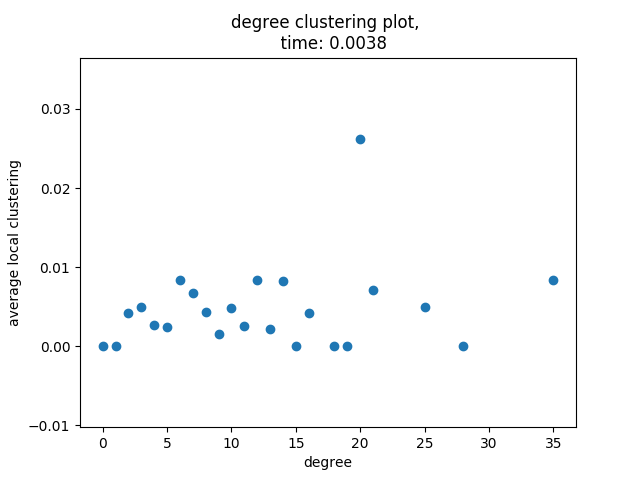 degree clustering plot,
time: 0.0038
0.03
0.02
0.01
0.00
−0.01
average local clustering
0 5 10 15 20 25 30 35
degree